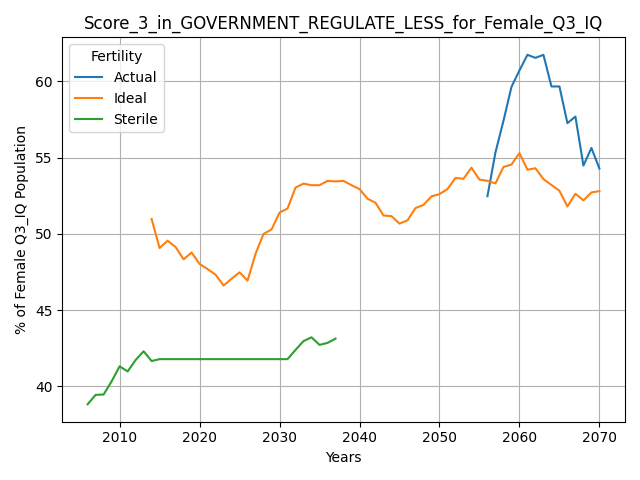 Score_3_in_GOVERNMENT_REGULATE_LESS_for_Female_Q3_IQ
Fertility
Actual
Ideal
Sterile
% of Female Q3_IQ Population
60
55
50
45
40
2010 2020 2030 2040 2050 2060 2070
Years